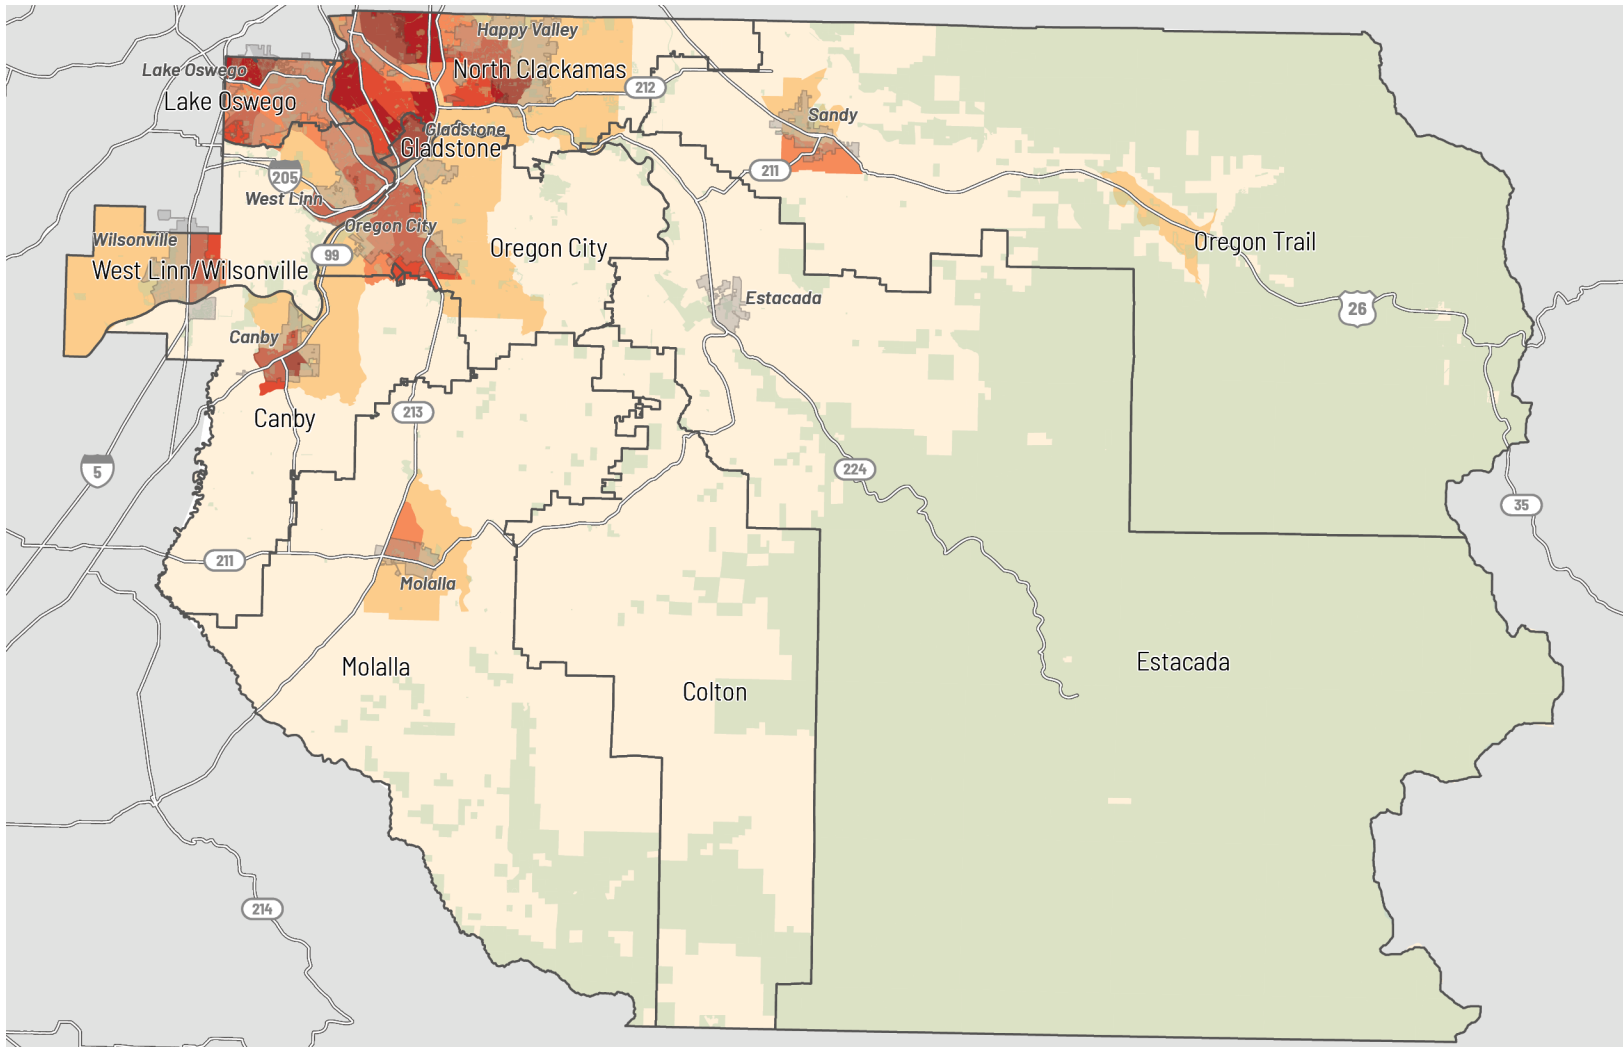 Happy Valley
Lake Oswego
North Clackamas
212
Lake Oswego
Sandy
Gladstone
Gladstone
211
205
West Linn
Oregon City
Wilsonville
Oregon City
Oregon Trail
99
West Linn/Wilsonville
Estacada
26
Canby
213
Canby
5
224
35
211
Molalla
Molalla
Estacada
Colton
214